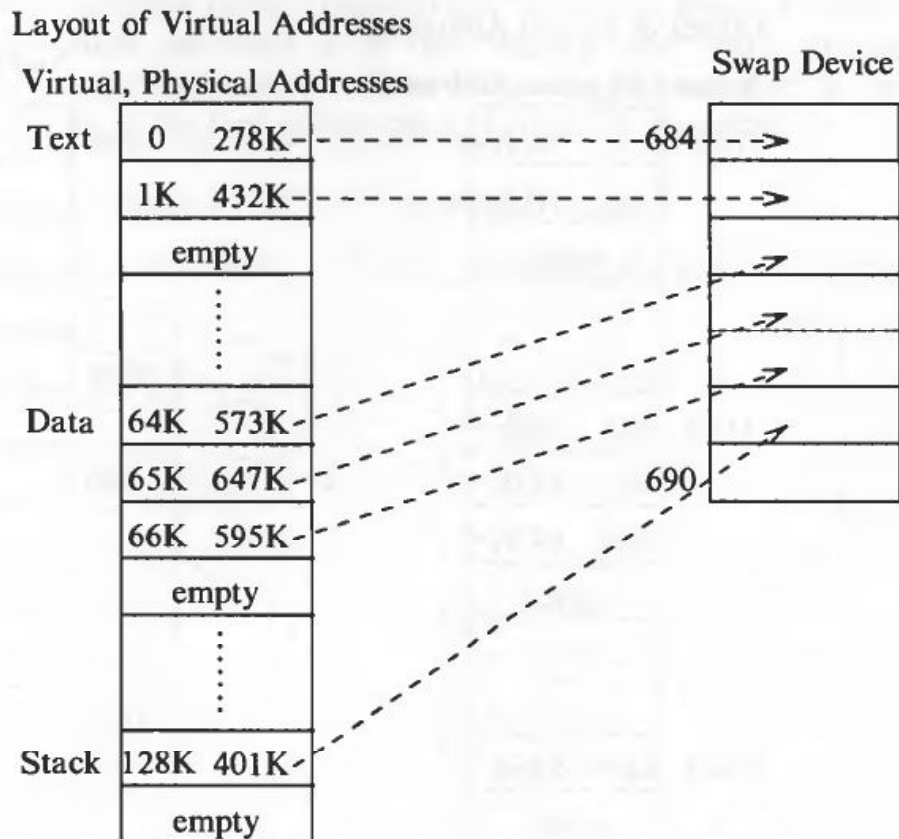 Layout of Virtual Addresses
Virtual, Physical Addresses
Swap Device
Text 0 278K 684
1K 432K
empty
Data 64K 573K
65K 647K 690
66K 595K
empty
Stack 128K 401K
empty